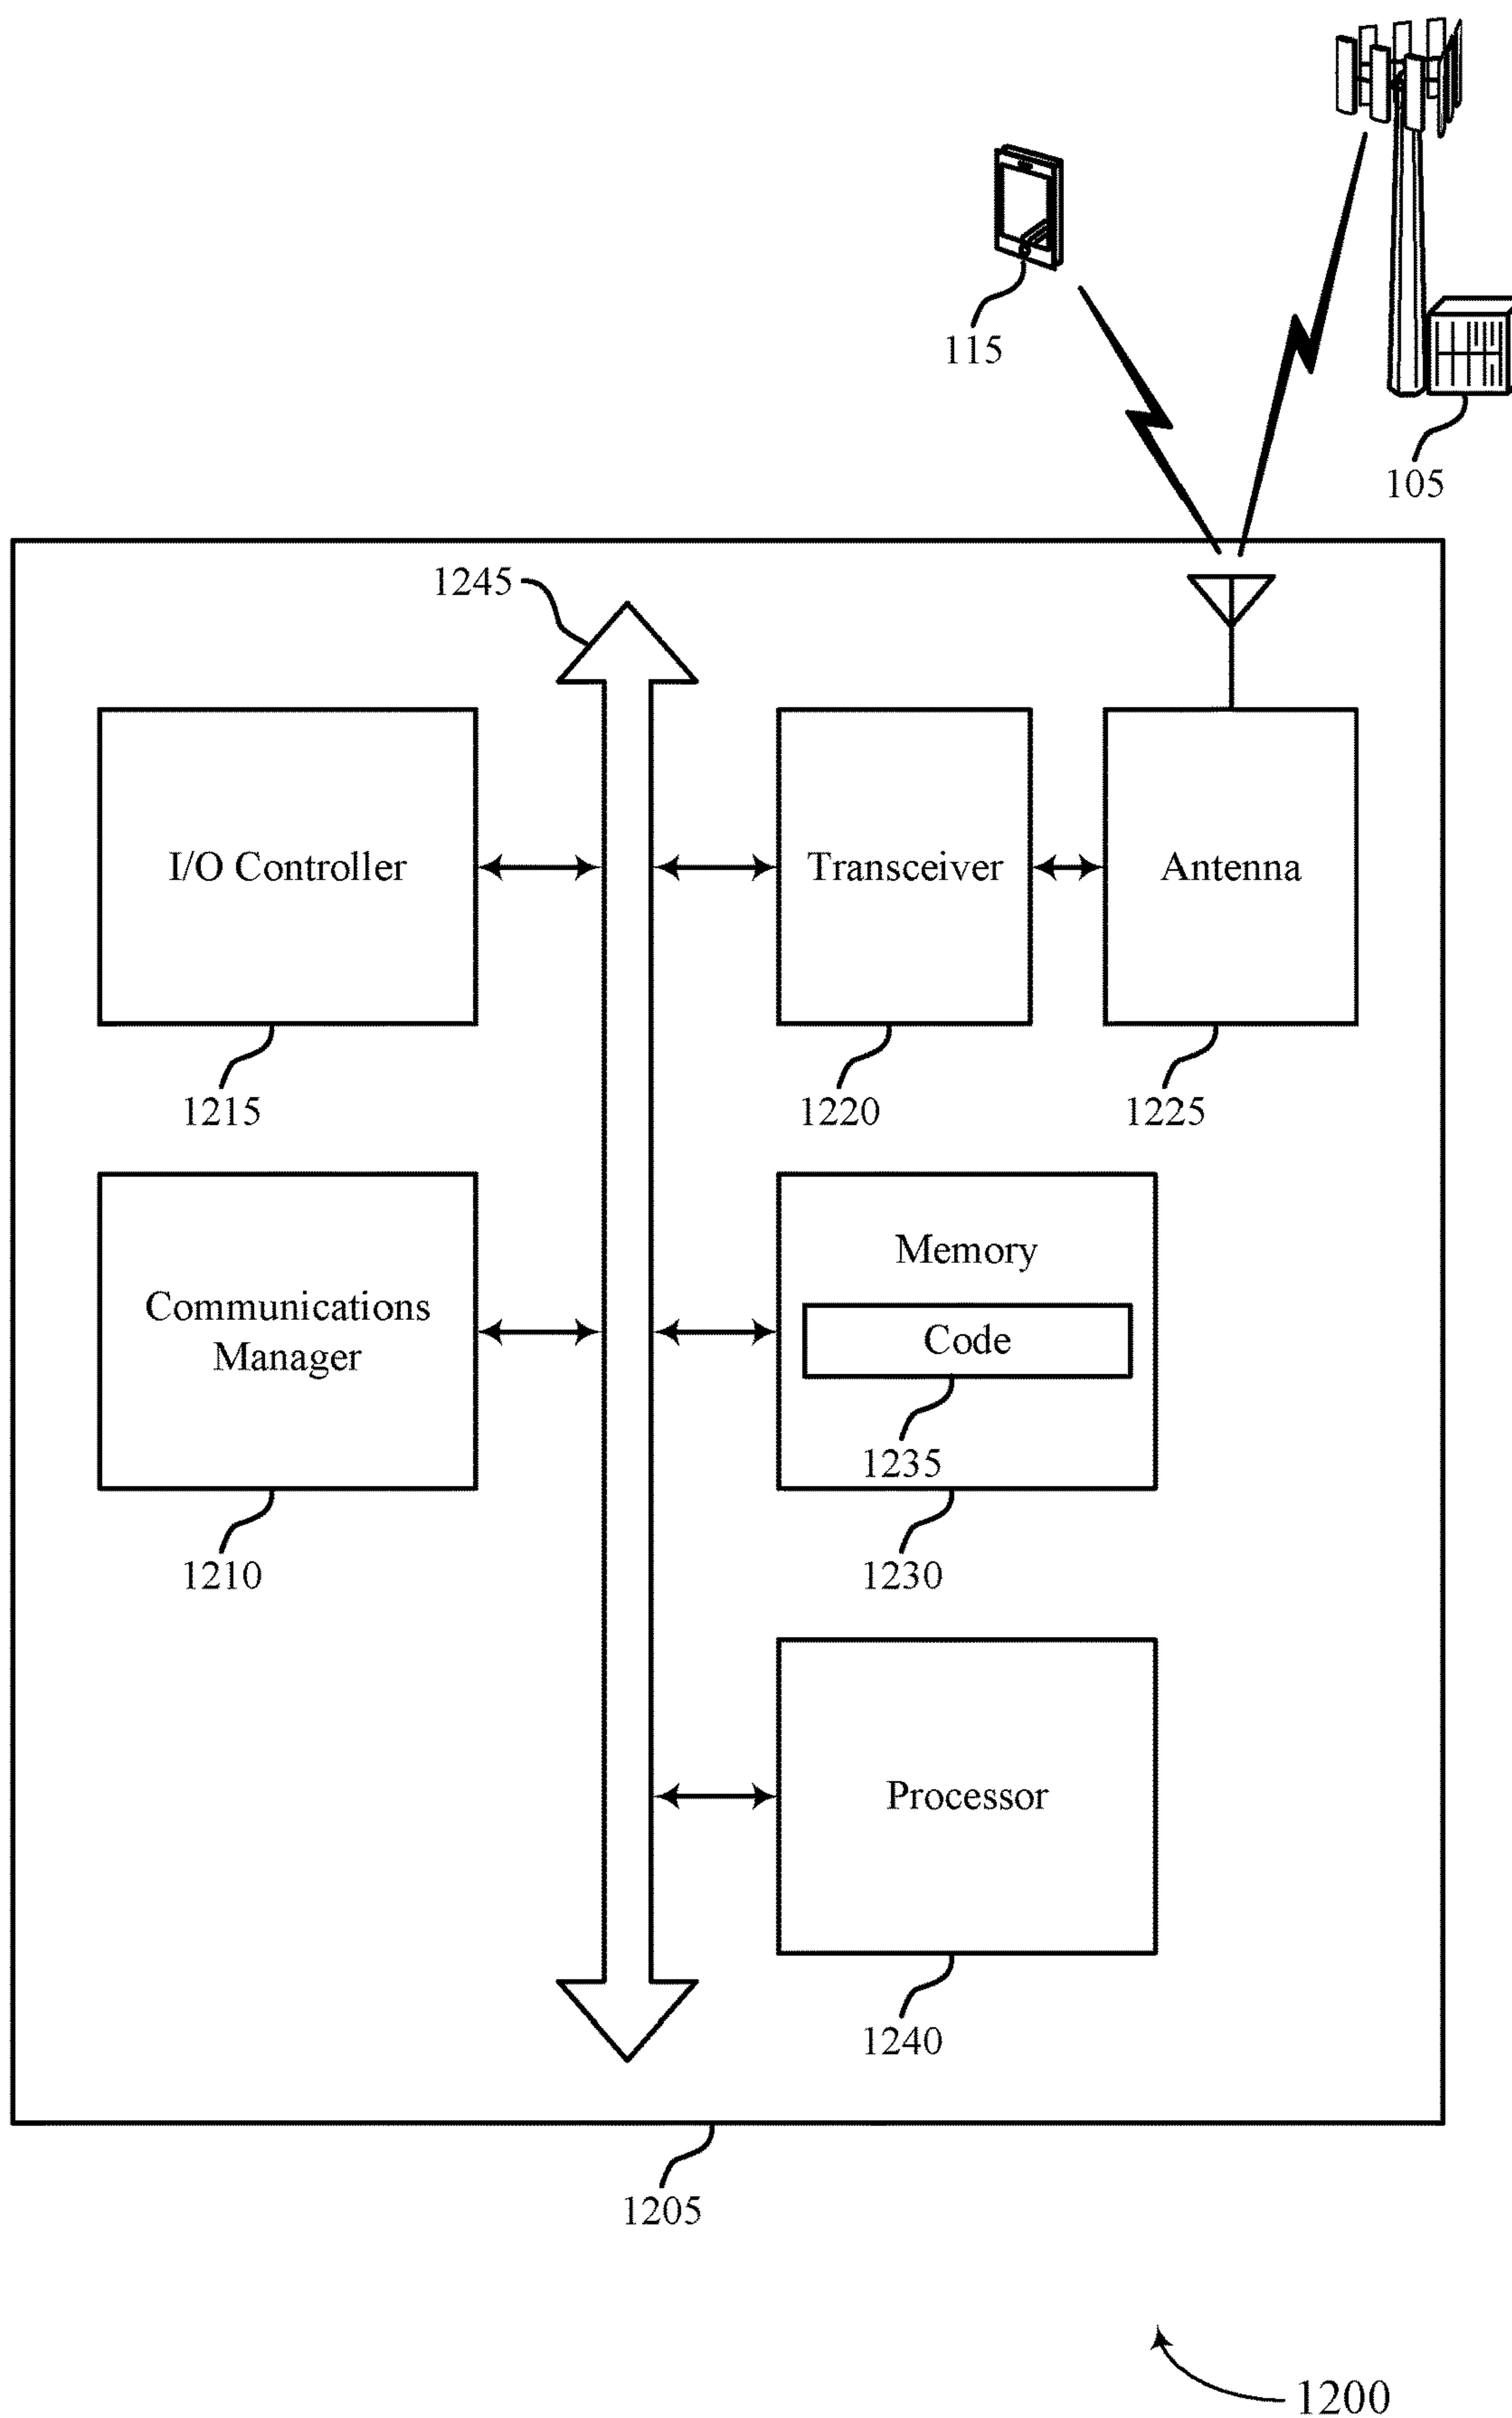 115
105
1245
I/O Controller
Transceiver
Antenna
1215
1220
1225
Communications
Manager
Memory
Code
1235
1210
1230
Processor
1240
1205
1200